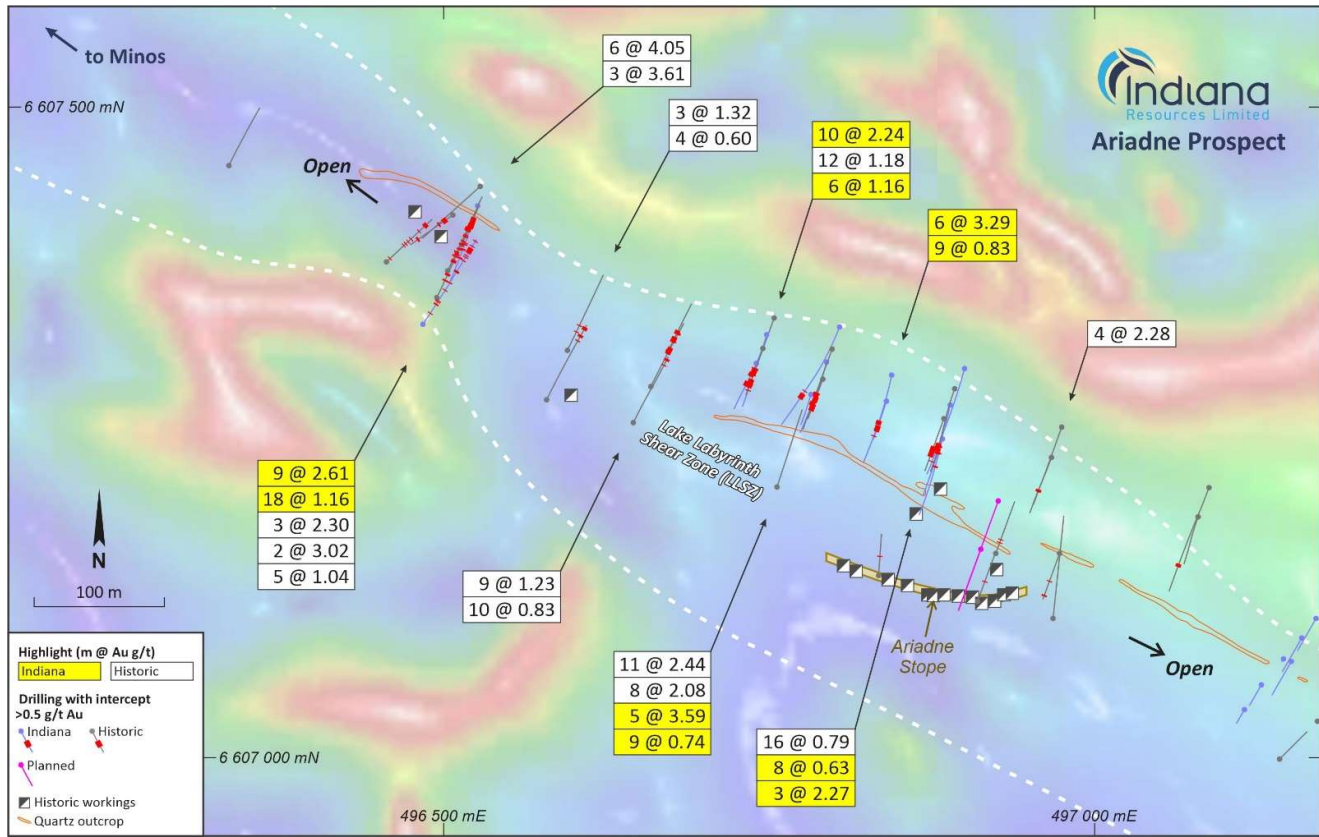 to Minos
6 607 500 mN
Indiana
Resources Limited
Ariadne Prospect
6 @ 4.05
3 @ 3.61
3 @ 1.32
4 @ 0.60
10 @ 2.24
12 @ 1.18
6 @ 1.16
6 @ 3.29
9 @ 0.83
4 @ 2.28
Open
Lake Labyrinth
Shear Zone (LLSZ)
9 @ 2.61
18 @ 1.16
3 @ 2.30
2 @ 3.02
5 @ 1.04
N
100 m
9 @ 1.23
10 @ 0.83
11 @ 2.44
8 @ 2.08
5 @ 3.59
9 @ 0.74
16 @ 0.79
8 @ 0.63
3 @ 2.27
Ariadne
Stope
Open
Highlight (m @ Au g/t)
Indiana Historic
Drilling with intercept
>0.5 g/t Au
Indiana Historic
Planned
Historic workings
Quartz outcrop
6 607 000 mN
496 500 mE
497 000 mE